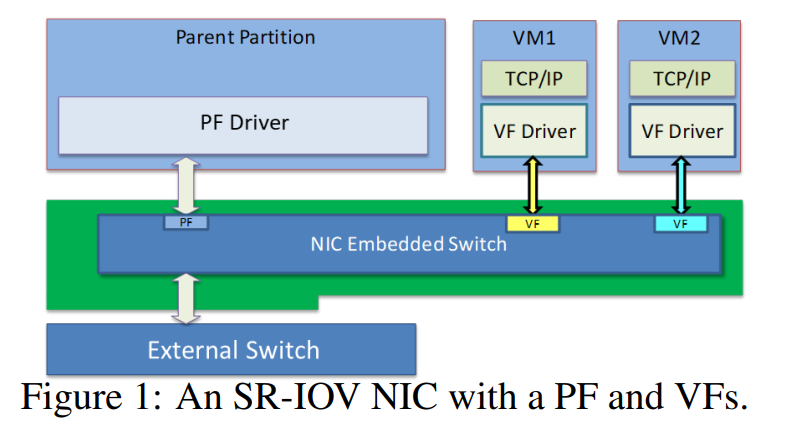 Parent Partition
VM1
VM2
TCP/IP
TCP/IP
PF Driver
VF Driver
VF Driver
PF
VF
VF
NIC Embedded Switch
External Switch
Figure 1: An SR-IOV NIC with a PF and VFs.